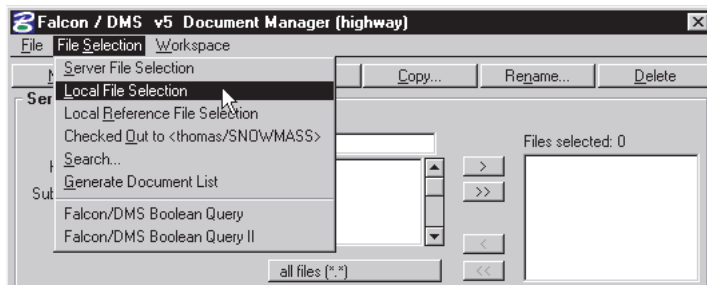 Falcon / DMS v5 Document Manager (highway)
File File Selection Workspace
Copy... Rename... Delete
Server File Selection
Local File Selection
Local Reference File Selection
Checked Out to <thomas/SNOWMASS>
Search...
Generate Document List
Falcon/DMS Boolean Query
Falcon/DMS Boolean Query II
Files selected: 0
>
>>
<
<<
all files (*.*)